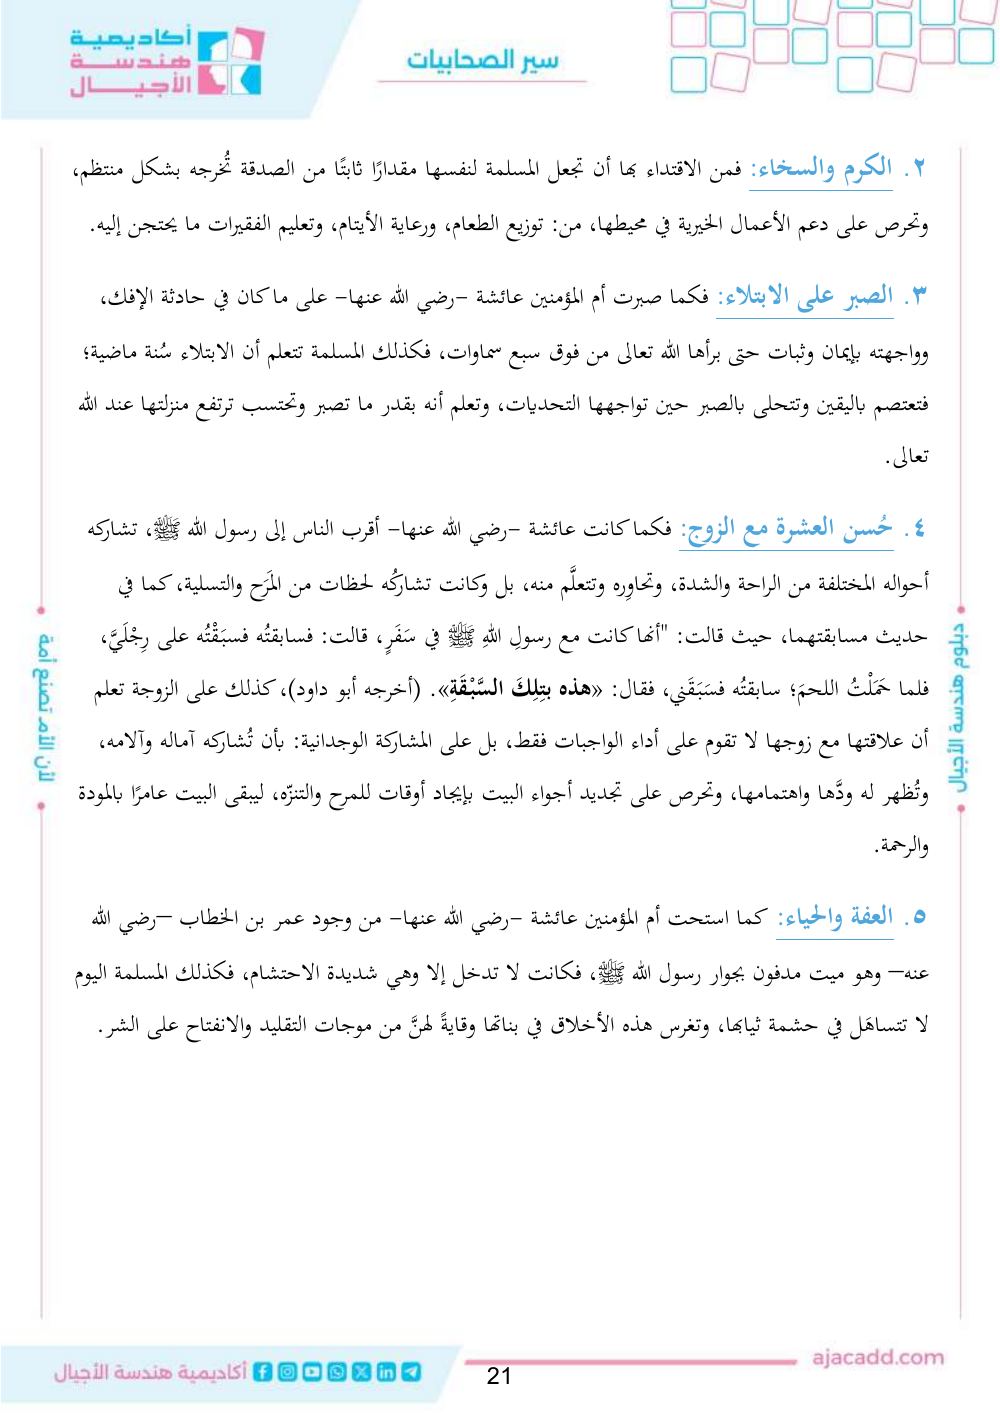 أكاديمية
هندسة
الأجيال
سير الصحابيات
٢. الكرم والسخاء: فمن الاقتداء بها أن تجعل المسلمة لنفسها مقدارًا ثابتًا من الصدقة تُخرجه بشكل منتظم،
وتحرص على دعم الأعمال الخيرية في محيطها، من: توزيع الطعام، ورعاية الأيتام، وتعليم الفقيرات ما يحتجن إليه.
٣. الصبر على الابتلاء: فكما صبرت أم المؤمنين عائشة -رضي الله عنها- على ما كان في حادثة الإفك،
وواجهته بإيمان وثبات حتى برأها الله تعالى من فوق سبع سماوات، فكذلك المسلمة تتعلم أن الابتلاء سُنة ماضية؛
فتعتصم باليقين وتتحلى بالصبر حين تواجهها التحديات، وتعلم أنه بقدر ما تصبر وتحتسب ترتفع منزلتها عند الله
تعالى.
٤. حُسن العشرة مع الزوج: فكما كانت عائشة -رضي الله عنها- أقرب الناس إلى رسول الله ﷺ، تشاركه
أحواله المختلفة من الراحة والشدة، وتحاوِره وتتعلَّم منه، بل وكانت تشاركُه لحظات من المَرَح والتسلية، كما في
حديث مسابقتهما، حيث قالت: "أنها كانت مع رسولِ اللهِ ﷺ في سَفَرٍ، قالت: فسابقتُه فسبَقْتُه على رِجْلَيَّ،
فلما حَمَلْتُ اللحمَ؛ سابقتُه فسَبَقَني، فقال: «هذه بتِلِكَ السَّبْقَةِ». (أخرجه أبو داود)، كذلك على الزوجة تعلم
أن علاقتها مع زوجها لا تقوم على أداء الواجبات فقط، بل على المشاركة الوجدانية: بأن تُشاركه آماله وآلامه،
وتُظهر له ودَّها واهتمامها، وتحرص على تجديد أجواء البيت بإيجاد أوقات للمرح والتنزّه، ليبقى البيت عامرًا بالمودة
والرحمة.
٥. العفة والحياء: كما استحت أم المؤمنين عائشة -رضي الله عنها- من وجود عمر بن الخطاب –رضي الله
عنه– وهو ميت مدفون بجوار رسول الله ﷺ، فكانت لا تدخل إلا وهي شديدة الاحتشام، فكذلك المسلمة اليوم
لا تتساهَل في حشمة ثيابها، وتغرس هذه الأخلاق في بناتها وقايةً لهنَّ من موجات التقليد والانفتاح على الشر.
دبلوم هندسة الأجيال
لأن الأم تصنع أمة
أكاديمية هندسة الأجيال
21
ajacadd.com